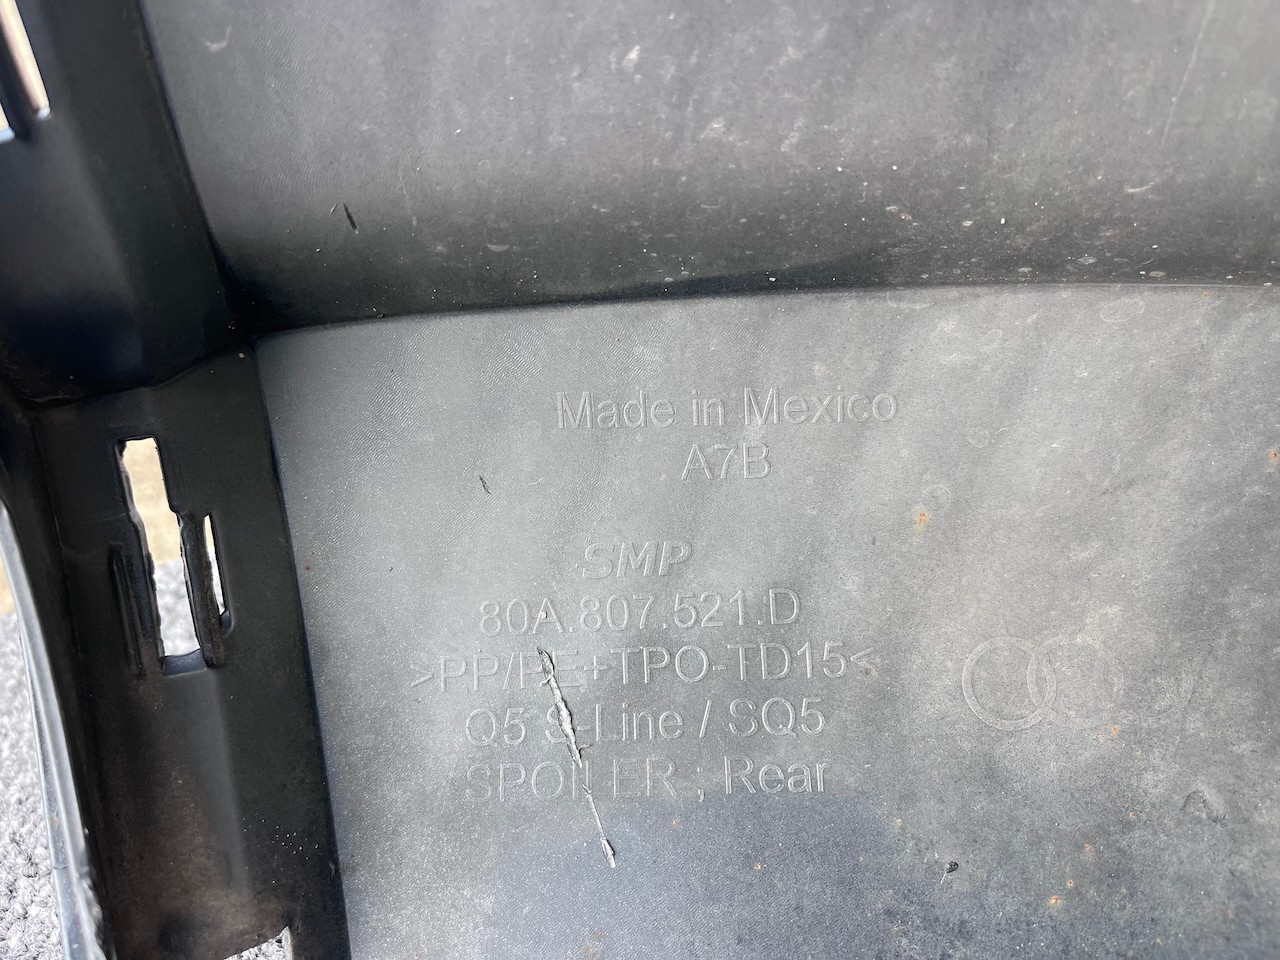 Made in Mexico
A7B
SMP
80A.807.521.D
>PP/PE+TPO-TD15<
Q5 S-Line / SQ5
SPOILER ; Rear